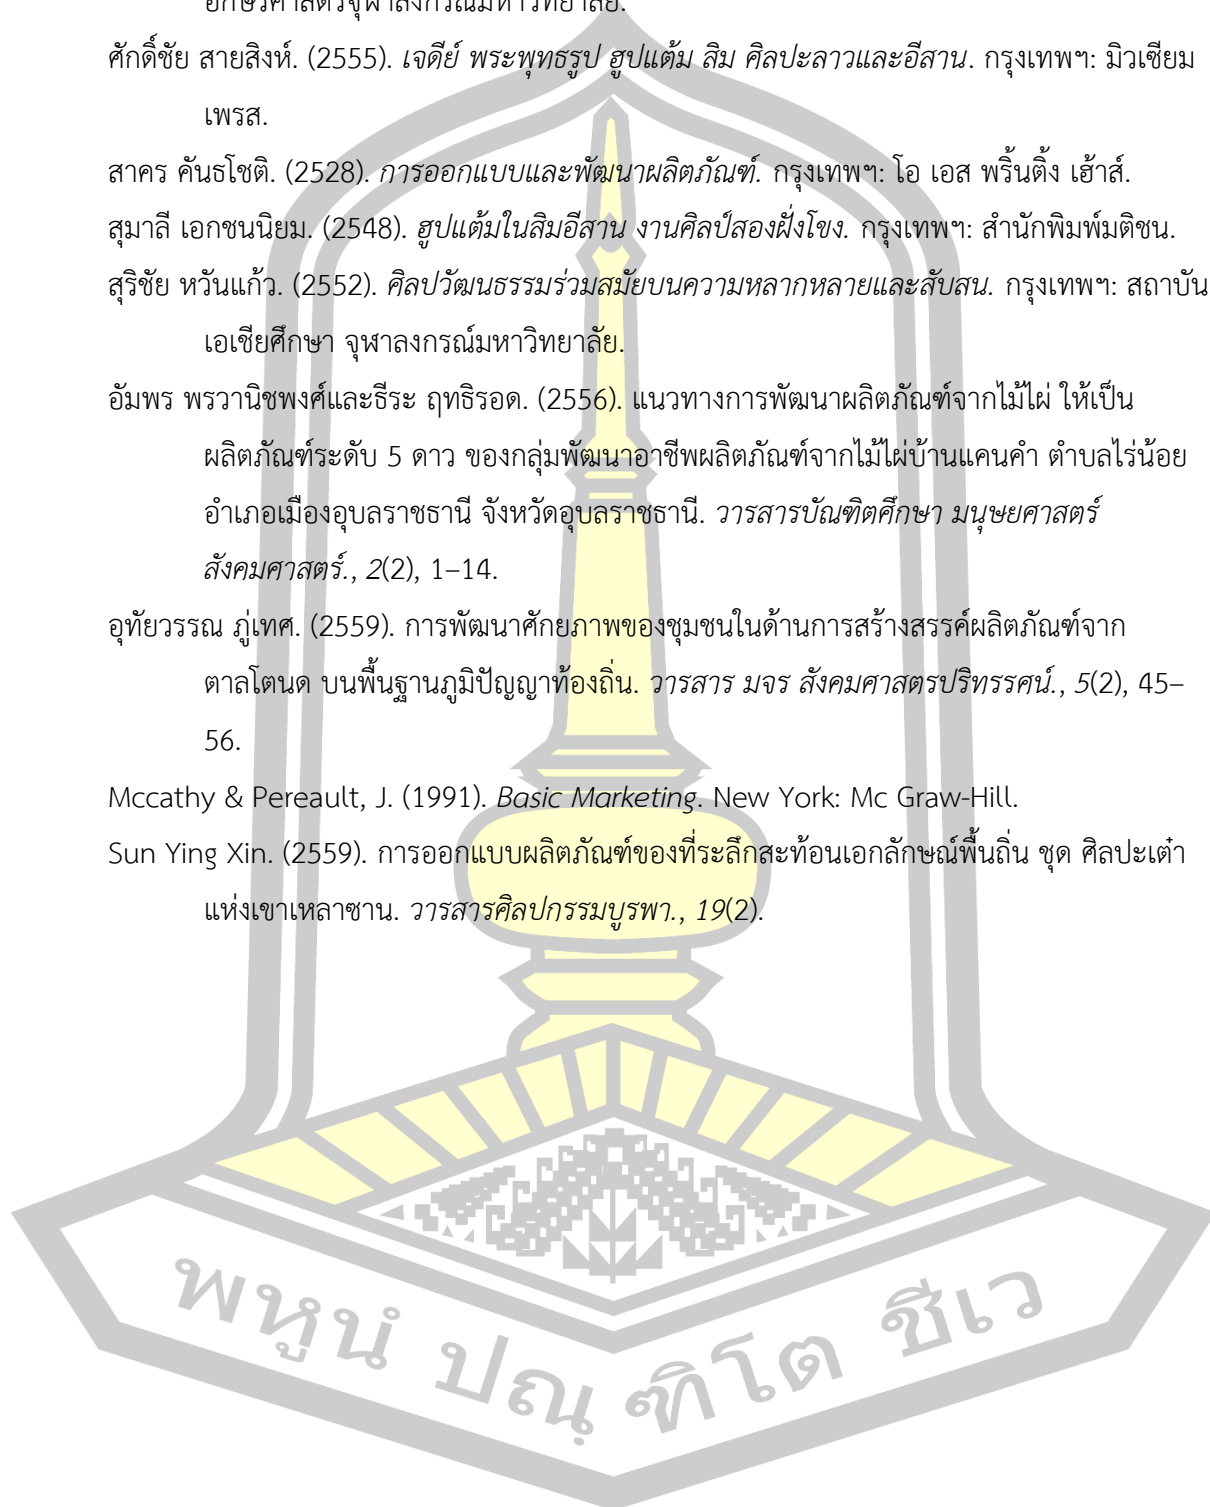 อักษรศาสตร์จุฬาลงกรณ์มหาวิทยาลัย.
ศักดิ์ชัย สายสิงห์. (2555). เจดีย์ พระพุทธรูป ฮูปแต้ม สิม ศิลปะลาวและอีสาน. กรุงเทพฯ: มิวเซียม
เพรส.
สาคร คันธโชติ. (2528). การออกแบบและพัฒนาผลิตภัณฑ์. กรุงเทพฯ: โอ เอส พริ้นติ้ง เฮ้าส์.
สุมาลี เอกชนนิยม. (2548). ฮูปแต้มในสิมอีสาน งานศิลป์สองฝั่งโขง. กรุงเทพฯ: สำนักพิมพ์มติชน.
สุริชัย หวันแก้ว. (2552). ศิลปวัฒนธรรมร่วมสมัยบนความหลากหลายและสับสน. กรุงเทพฯ: สถาบัน
เอเชียศึกษา จุฬาลงกรณ์มหาวิทยาลัย.
อัมพร พรวานิชพงศ์และธีระ ฤทธิรอด. (2556). แนวทางการพัฒนาผลิตภัณฑ์จากไม้ไผ่ ให้เป็น
ผลิตภัณฑ์ระดับ 5 ดาว ของกลุ่มพัฒนาอาชีพผลิตภัณฑ์จากไม้ไผ่บ้านแคนคำ ตำบลไร่น้อย
อำเภอเมืองอุบลราชธานี จังหวัดอุบลราชธานี. วารสารบัณฑิตศึกษา มนุษยศาสตร์
สังคมศาสตร์., 2(2), 1–14.
อุทัยวรรณ ภู่เทศ. (2559). การพัฒนาศักยภาพของชุมชนในด้านการสร้างสรรค์ผลิตภัณฑ์จาก
ตาลโตนด บนพื้นฐานภูมิปัญญาท้องถิ่น. วารสาร มจร สังคมศาสตรปริทรรศน์., 5(2), 45–
56.
Mccathy & Pereault, J. (1991). Basic Marketing. New York: Mc Graw-Hill.
Sun Ying Xin. (2559). การออกแบบผลิตภัณฑ์ของที่ระลึกสะท้อนเอกลักษณ์พื้นถิ่น ชุด ศิลปะเต๋า
แห่งเขาเหลาซาน. วารสารศิลปกรรมบูรพา., 19(2).
พหูนํ ปณฺฑิโต ชีเว